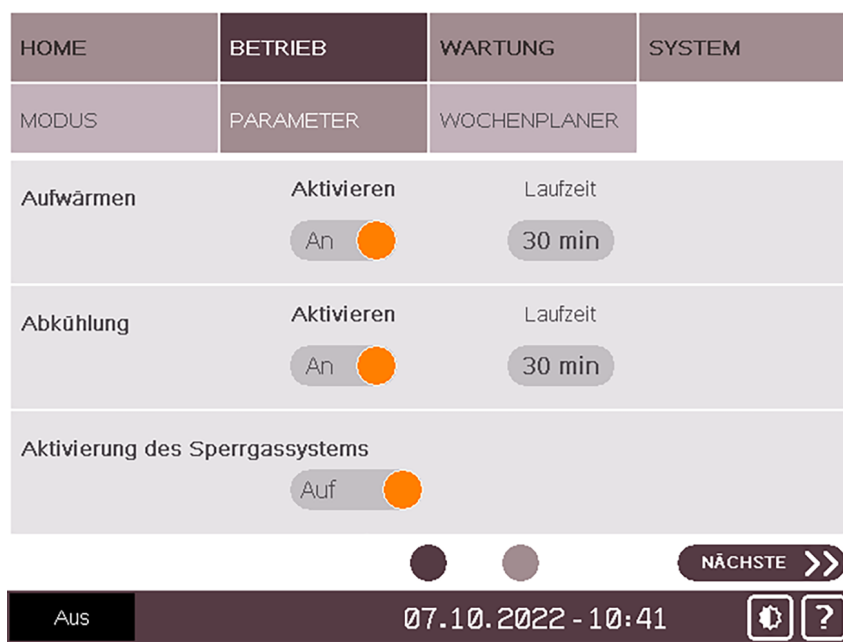 HOME BETRIEB WARTUNG SYSTEM
MODUS PARAMETER WOCHENPLANER
Aufwärmen Aktivieren Laufzeit
An 30 min
Abkühlung Aktivieren Laufzeit
An 30 min
Aktivierung des Sperrgassystems
Auf
NÄCHSTE
Aus 07.10.2022 - 10:41 ?